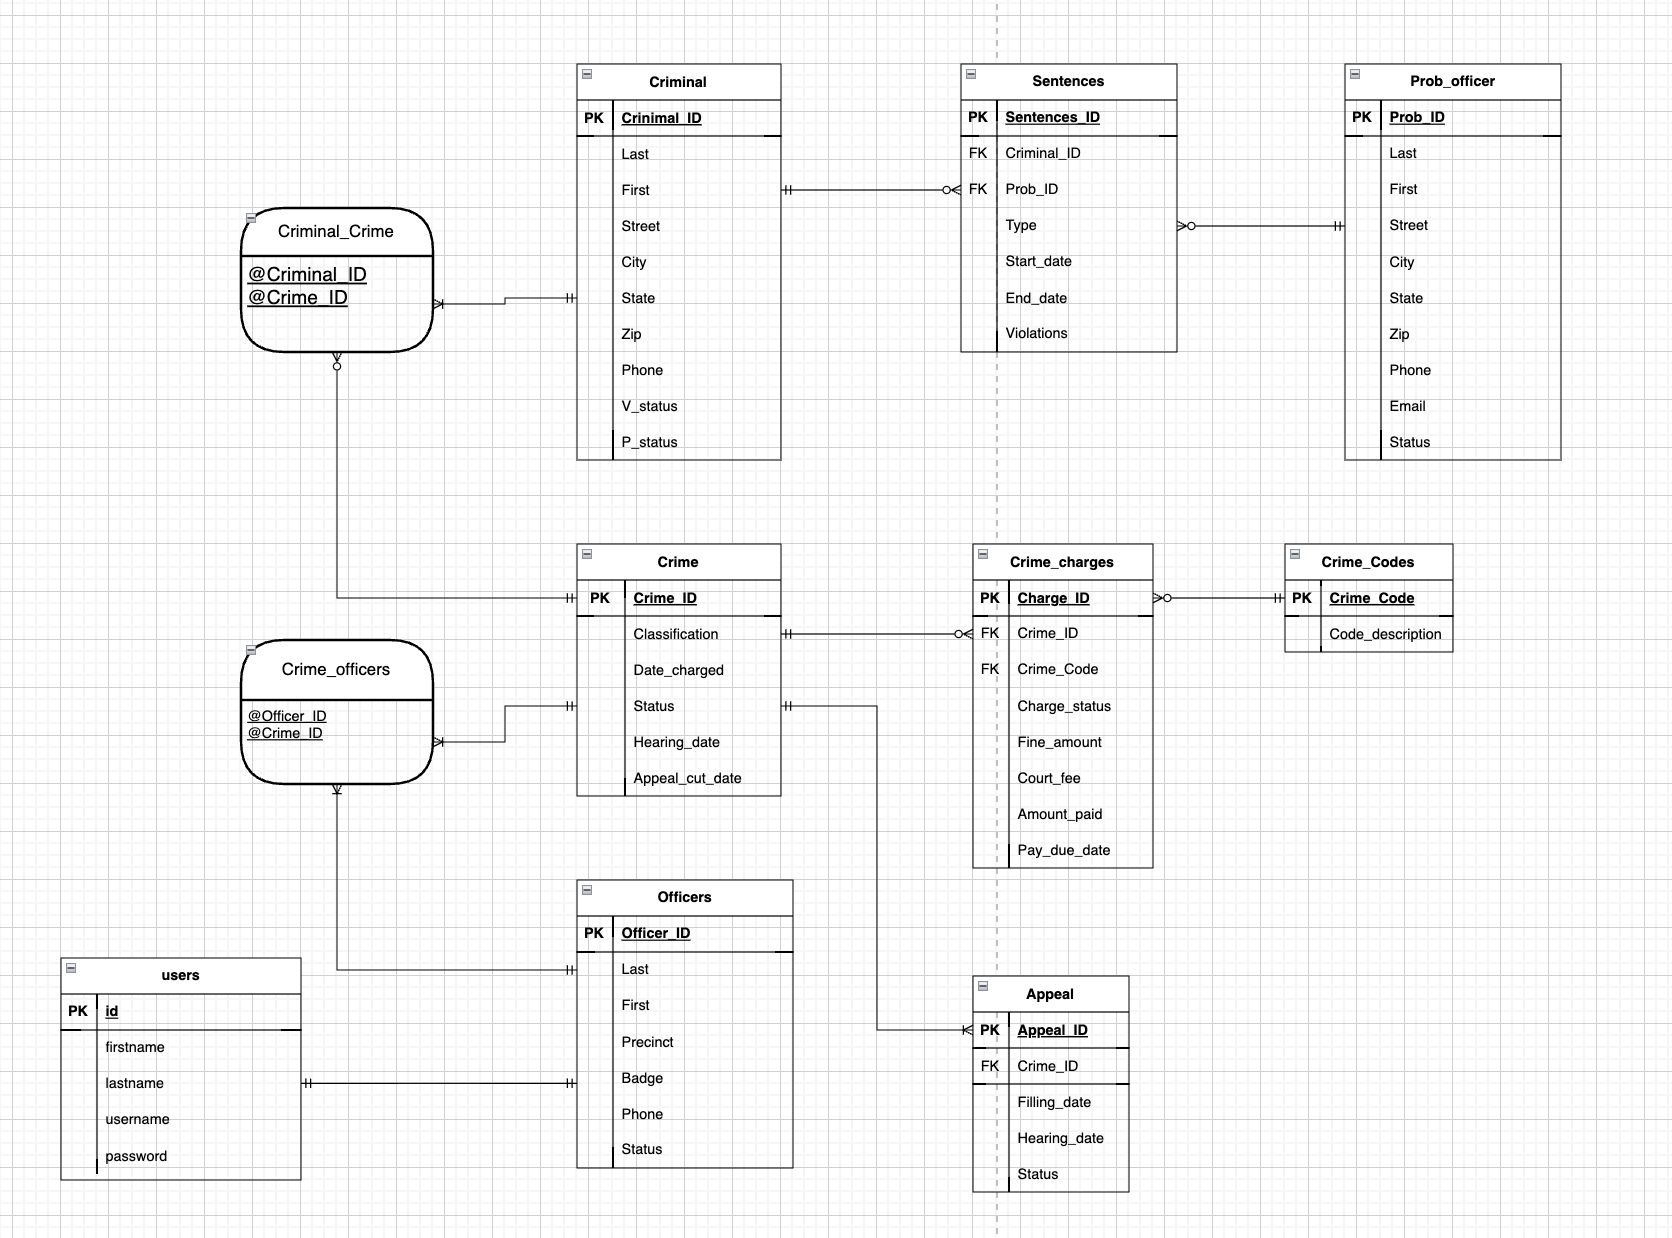 Criminal
PK Crinimal_ID
Last
First
Street
City
State
Zip
Phone
V_status
P_status
Sentences
PK Sentences_ID
FK Criminal_ID
FK Prob_ID
Type
Start_date
End_date
Violations
Prob_officer
PK Prob_ID
Last
First
Street
City
State
Zip
Phone
Email
Status
Criminal_Crime
@Criminal_ID
@Crime_ID
Crime
PK Crime_ID
Classification
Date_charged
Status
Hearing_date
Appeal_cut_date
Crime_charges
PK Charge_ID
FK Crime_ID
FK Crime_Code
Charge_status
Fine_amount
Court_fee
Amount_paid
Pay_due_date
Crime_Codes
PK Crime_Code
Code_description
Crime_officers
@Officer_ID
@Crime_ID
Officers
PK Officer_ID
Last
First
Precinct
Badge
Phone
Status
users
PK id
firstname
lastname
username
password
Appeal
PK Appeal_ID
FK Crime_ID
Filling_date
Hearing_date
Status